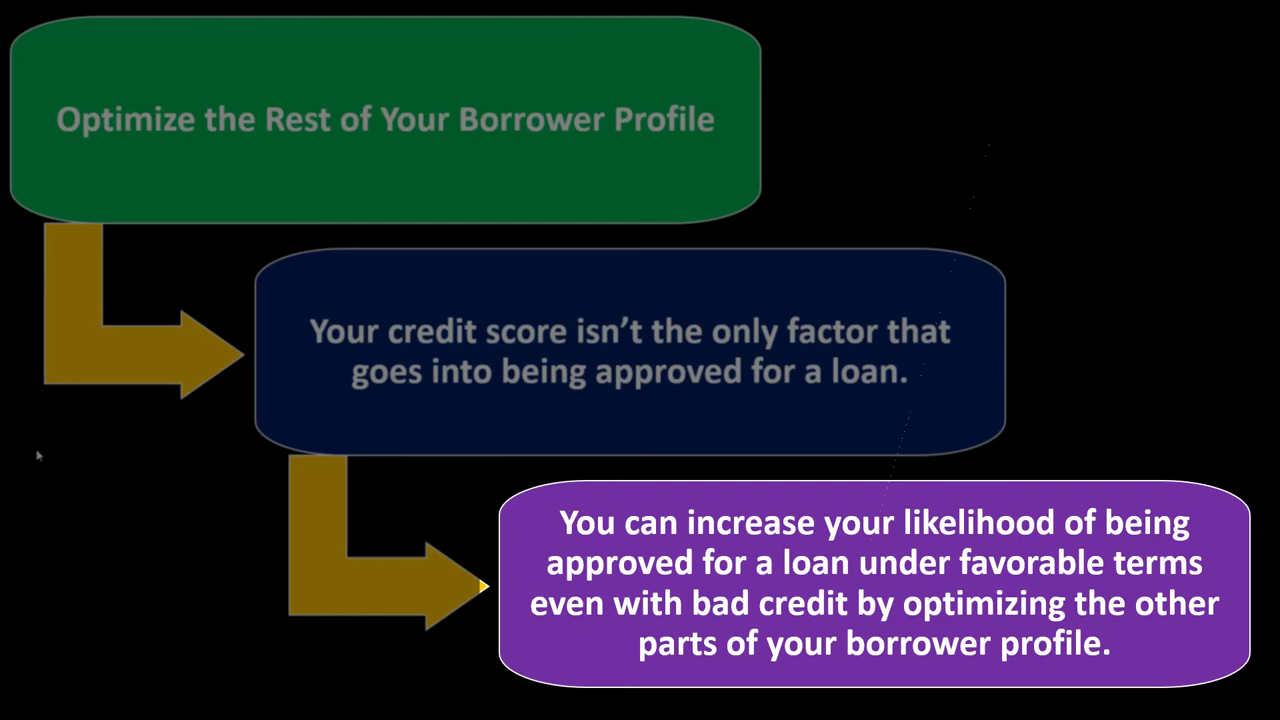 Optimize the Rest of Your Borrower Profile
Your credit score isn’t the only factor that
goes into being approved for a loan.
You can increase your likelihood of being
approved for a loan under favorable terms
even with bad credit by optimizing the other
parts of your borrower profile.